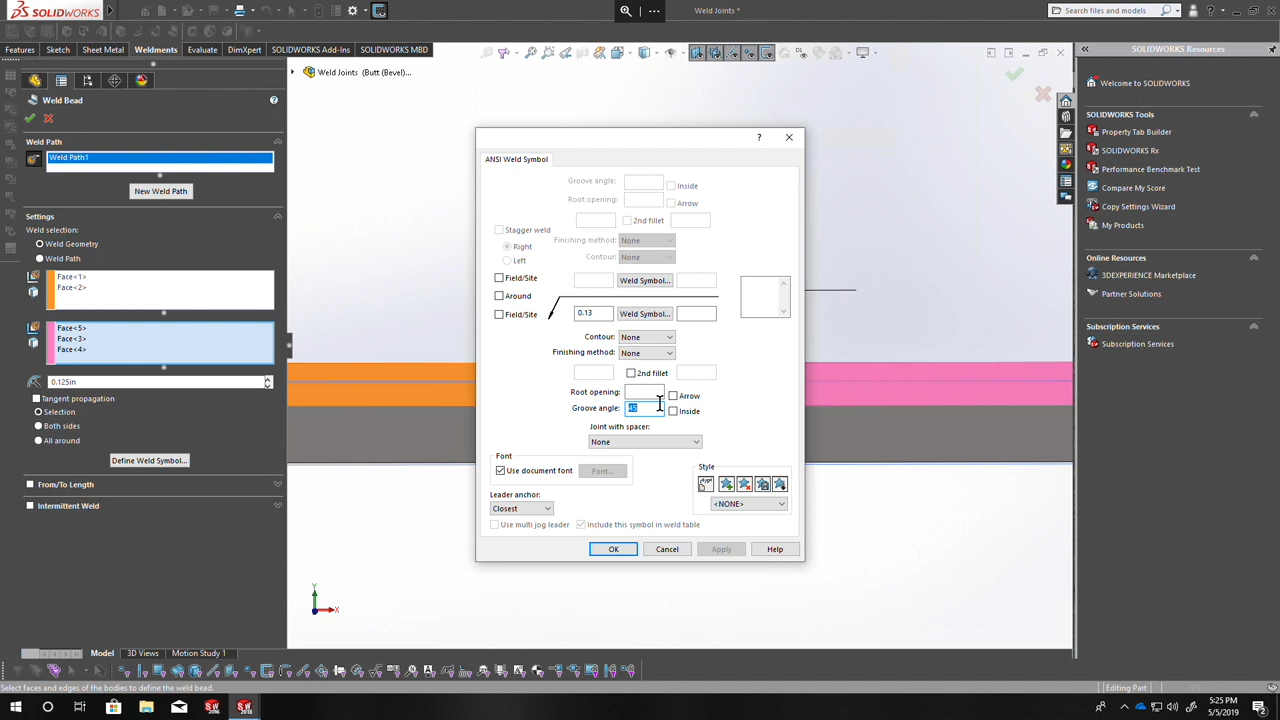 SOLIDWORKS
Weld Joints *
Search files and models
Features
Sketch
Sheet Metal
Weldments
Evaluate
DimXpert
SOLIDWORKS Add-Ins
SOLIDWORKS MBD
SOLIDWORKS Resources
Weld Joints (Butt (Bevel)...
Weld Bead
Weld Path
Weld Path1
New Weld Path
Settings
Weld selection:
Weld Geometry
Weld Path
Face<1>
Face<2>
Face<5>
Face<3>
Face<4>
0.125in
Tangent propagation
Selection
Both sides
All around
Define Weld Symbol...
From/To Length
Intermittent Weld
ANSI Weld Symbol
Groove angle:
Inside
Root opening:
Arrow
2nd fillet
Stagger weld
Finishing method:
None
Right
Contour:
None
Left
Field/Site
Weld Symbol...
Around
Field/Site
0.13
Weld Symbol...
Contour:
None
Finishing method:
None
2nd fillet
Root opening:
Arrow
Groove angle:
45
Inside
Joint with spacer:
None
Font
Use document font
Font...
Style
<NONE>
Leader anchor:
Closest
Use multi jog leader
Include this symbol in weld table
OK
Cancel
Apply
Help
Welcome to SOLIDWORKS
SOLIDWORKS Tools
Property Tab Builder
SOLIDWORKS Rx
Performance Benchmark Test
Compare My Score
Copy Settings Wizard
My Products
Online Resources
3DEXPERIENCE Marketplace
Partner Solutions
Subscription Services
Subscription Services
Y
X
Model
3D Views
Motion Study 1
Select faces and edges of the bodies to define the weld bead.
Editing Part
SW
2016
SW
2018
5:25 PM
5/5/2019
2